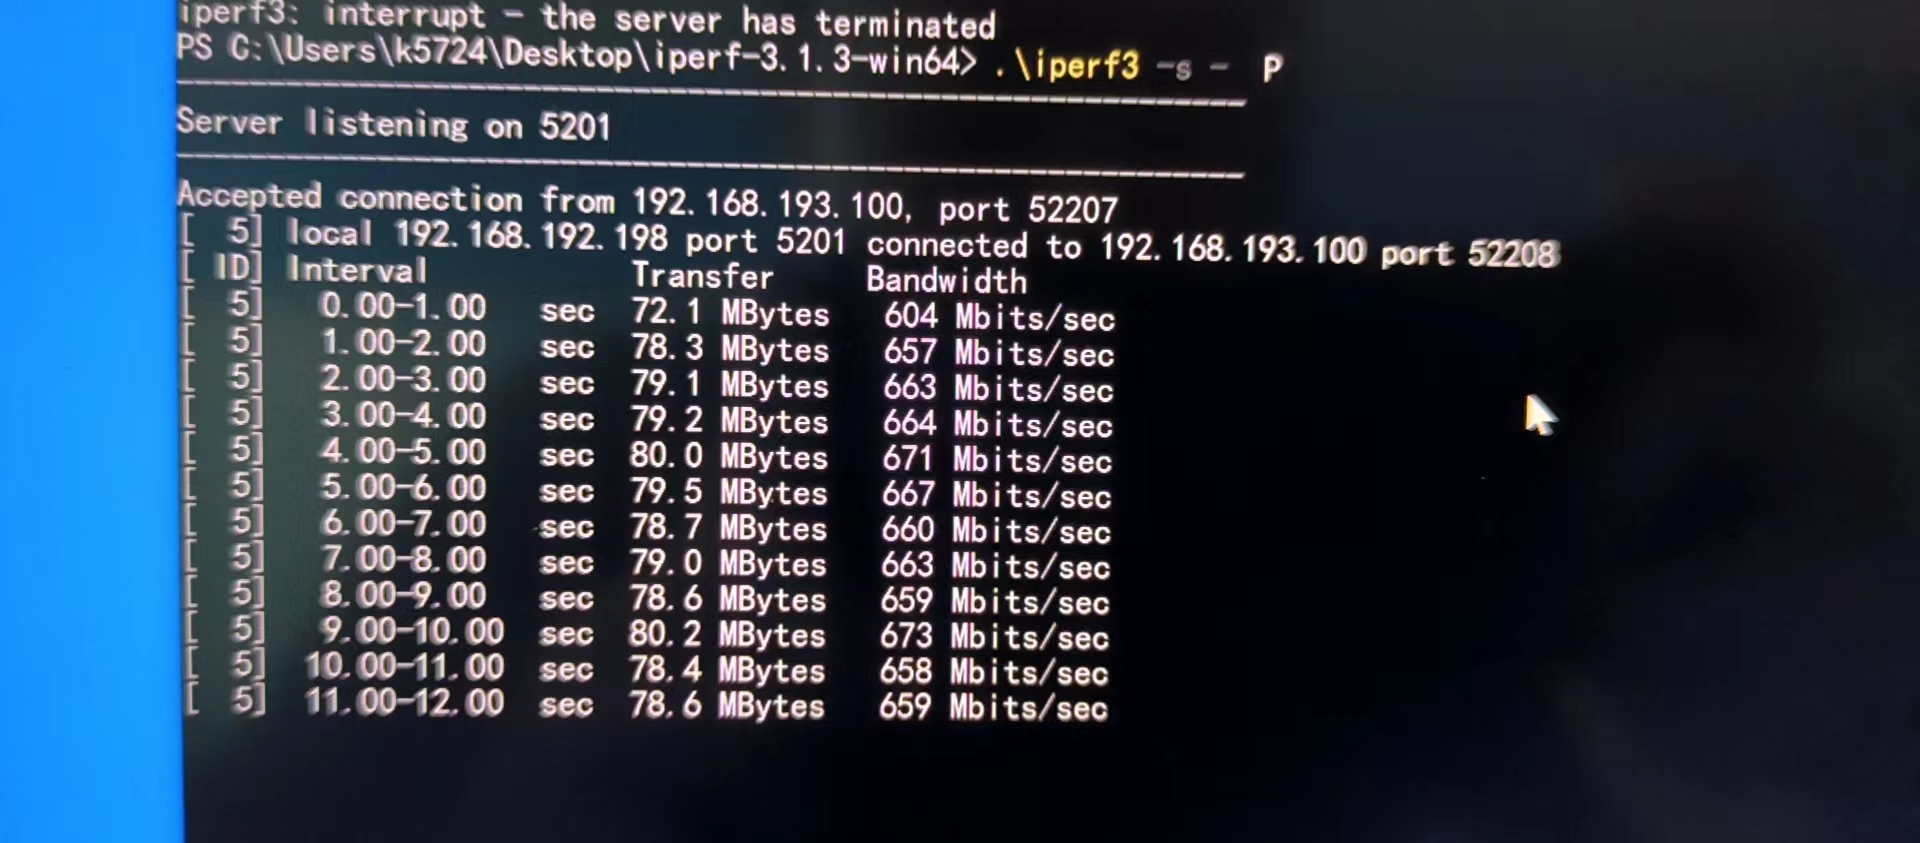 iperf3: interrupt - the server has terminated
PS C:\Users\k5724\Desktop\iperf-3.1.3-win64> .\iperf3 -s - P
Server listening on 5201
Accepted connection from 192.168.193.100, port 52207
[  5] local 192.168.192.198 port 5201 connected to 192.168.193.100 port 52208
[ ID] Interval Transfer Bandwidth
[  5] 0.00-1.00 sec 72.1 MBytes 604 Mbits/sec
[  5] 1.00-2.00 sec 78.3 MBytes 657 Mbits/sec
[  5] 2.00-3.00 sec 79.1 MBytes 663 Mbits/sec
[  5] 3.00-4.00 sec 79.2 MBytes 664 Mbits/sec
[  5] 4.00-5.00 sec 80.0 MBytes 671 Mbits/sec
[  5] 5.00-6.00 sec 79.5 MBytes 667 Mbits/sec
[  5] 6.00-7.00 sec 78.7 MBytes 660 Mbits/sec
[  5] 7.00-8.00 sec 79.0 MBytes 663 Mbits/sec
[  5] 8.00-9.00 sec 78.6 MBytes 659 Mbits/sec
[  5] 9.00-10.00 sec 80.2 MBytes 673 Mbits/sec
[  5] 10.00-11.00 sec 78.4 MBytes 658 Mbits/sec
[  5] 11.00-12.00 sec 78.6 MBytes 659 Mbits/sec